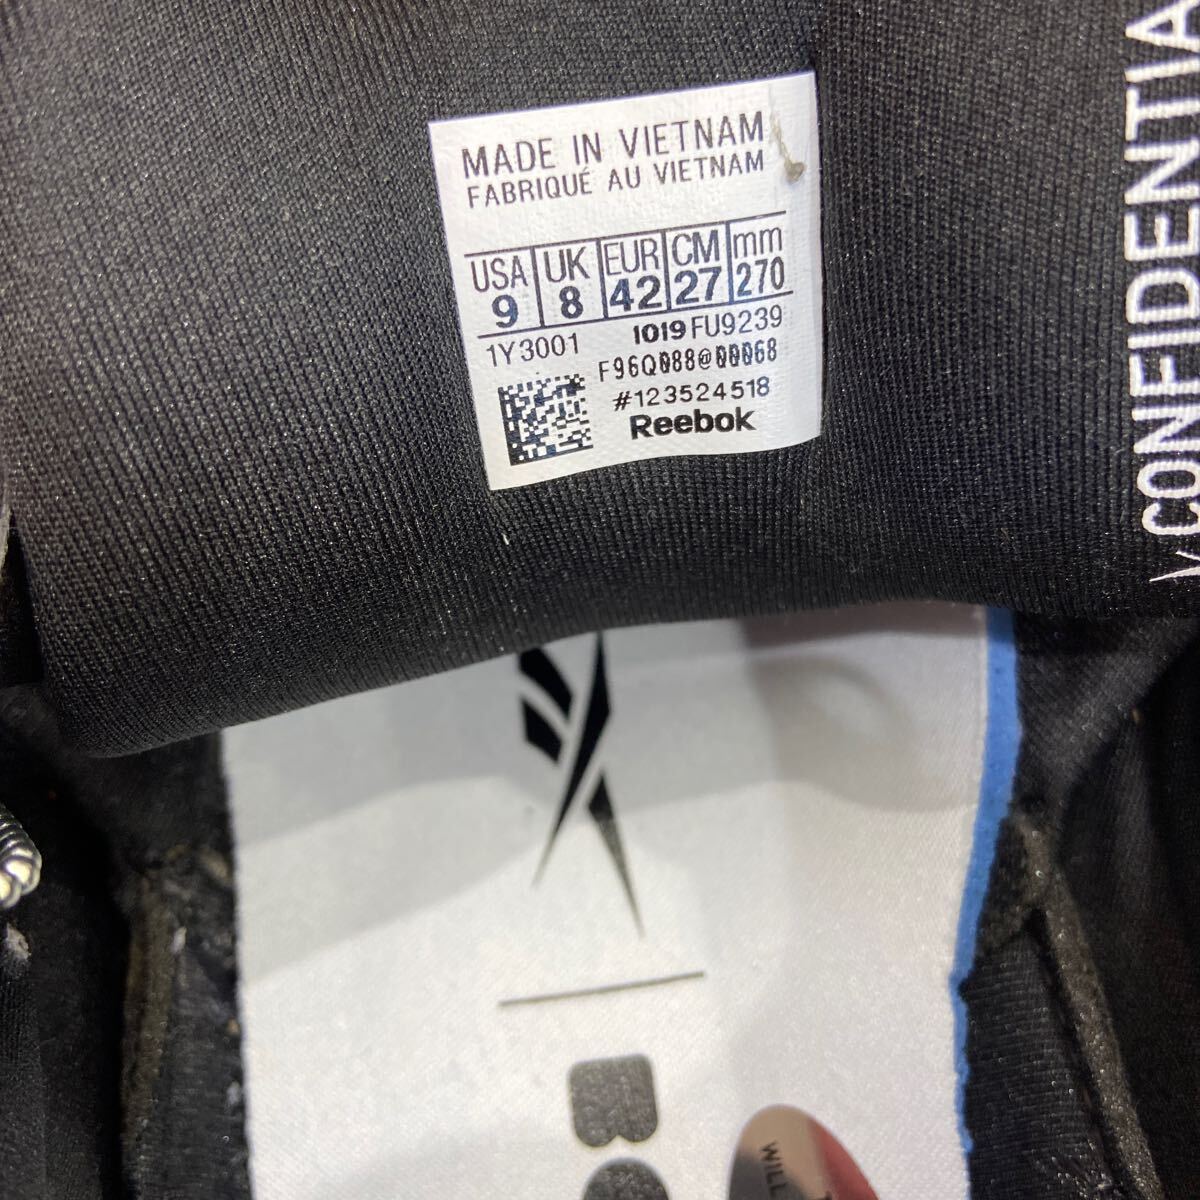 MADE IN VIETNAM
FABRIQUÉ AU VIETNAM
USA UK EUR CM mm
9 8 42 27 270
1Y3001 1019 FU9239
F96Q088@00068
#123524518
Reebok
CONFIDENTIA
WILL